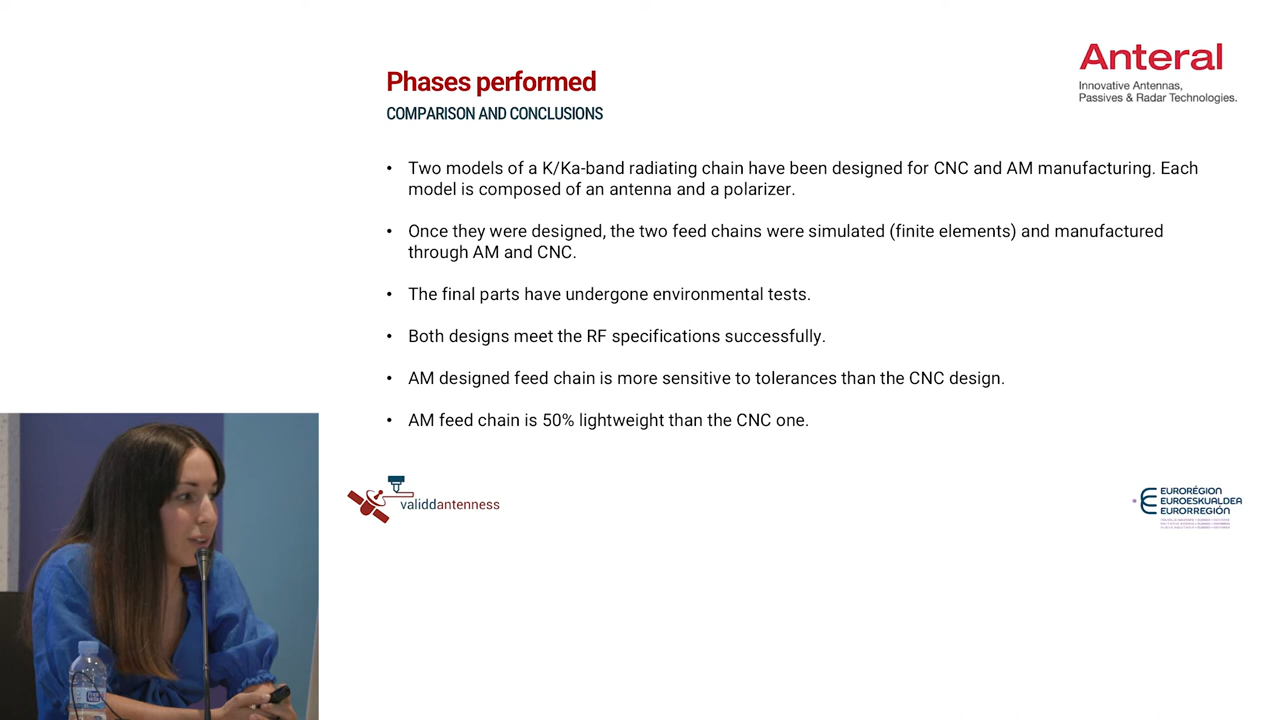 Anteral
Innovative Antennas,
Passives & Radar Technologies.
Phases performed
COMPARISON AND CONCLUSIONS
• Two models of a K/Ka-band radiating chain have been designed for CNC and AM manufacturing. Each
model is composed of an antenna and a polarizer.
• Once they were designed, the two feed chains were simulated (finite elements) and manufactured
through AM and CNC.
• The final parts have undergone environmental tests.
• Both designs meet the RF specifications successfully.
• AM designed feed chain is more sensitive to tolerances than the CNC design.
• AM feed chain is 50% lightweight than the CNC one.
validdantenness
EURORÉGION
EUROESKUALDEA
EURORREGIÓN